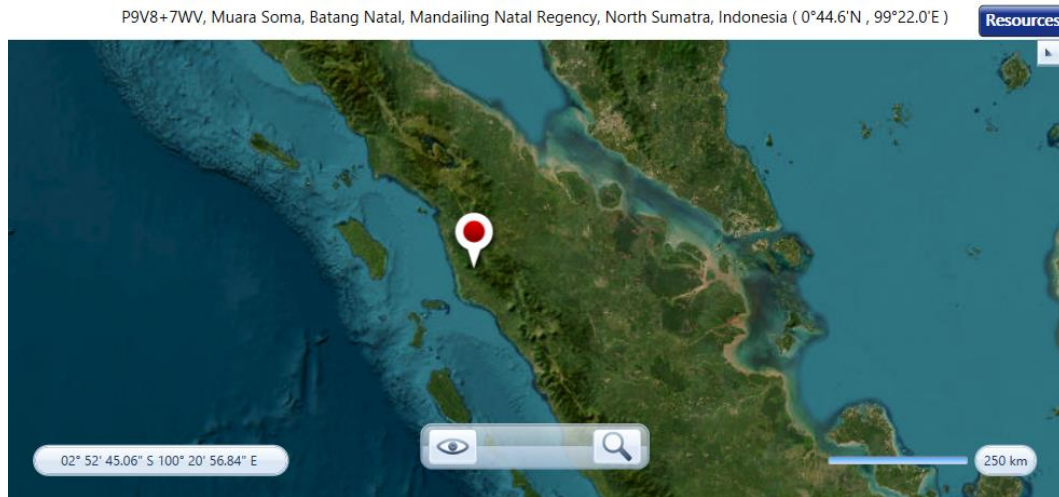 P9V8+7WV, Muara Soma, Batang Natal, Mandailing Natal Regency, North Sumatra, Indonesia ( 0°44.6'N , 99°22.0'E )
Resources
02° 52' 45.06" S 100° 20' 56.84" E
250 km